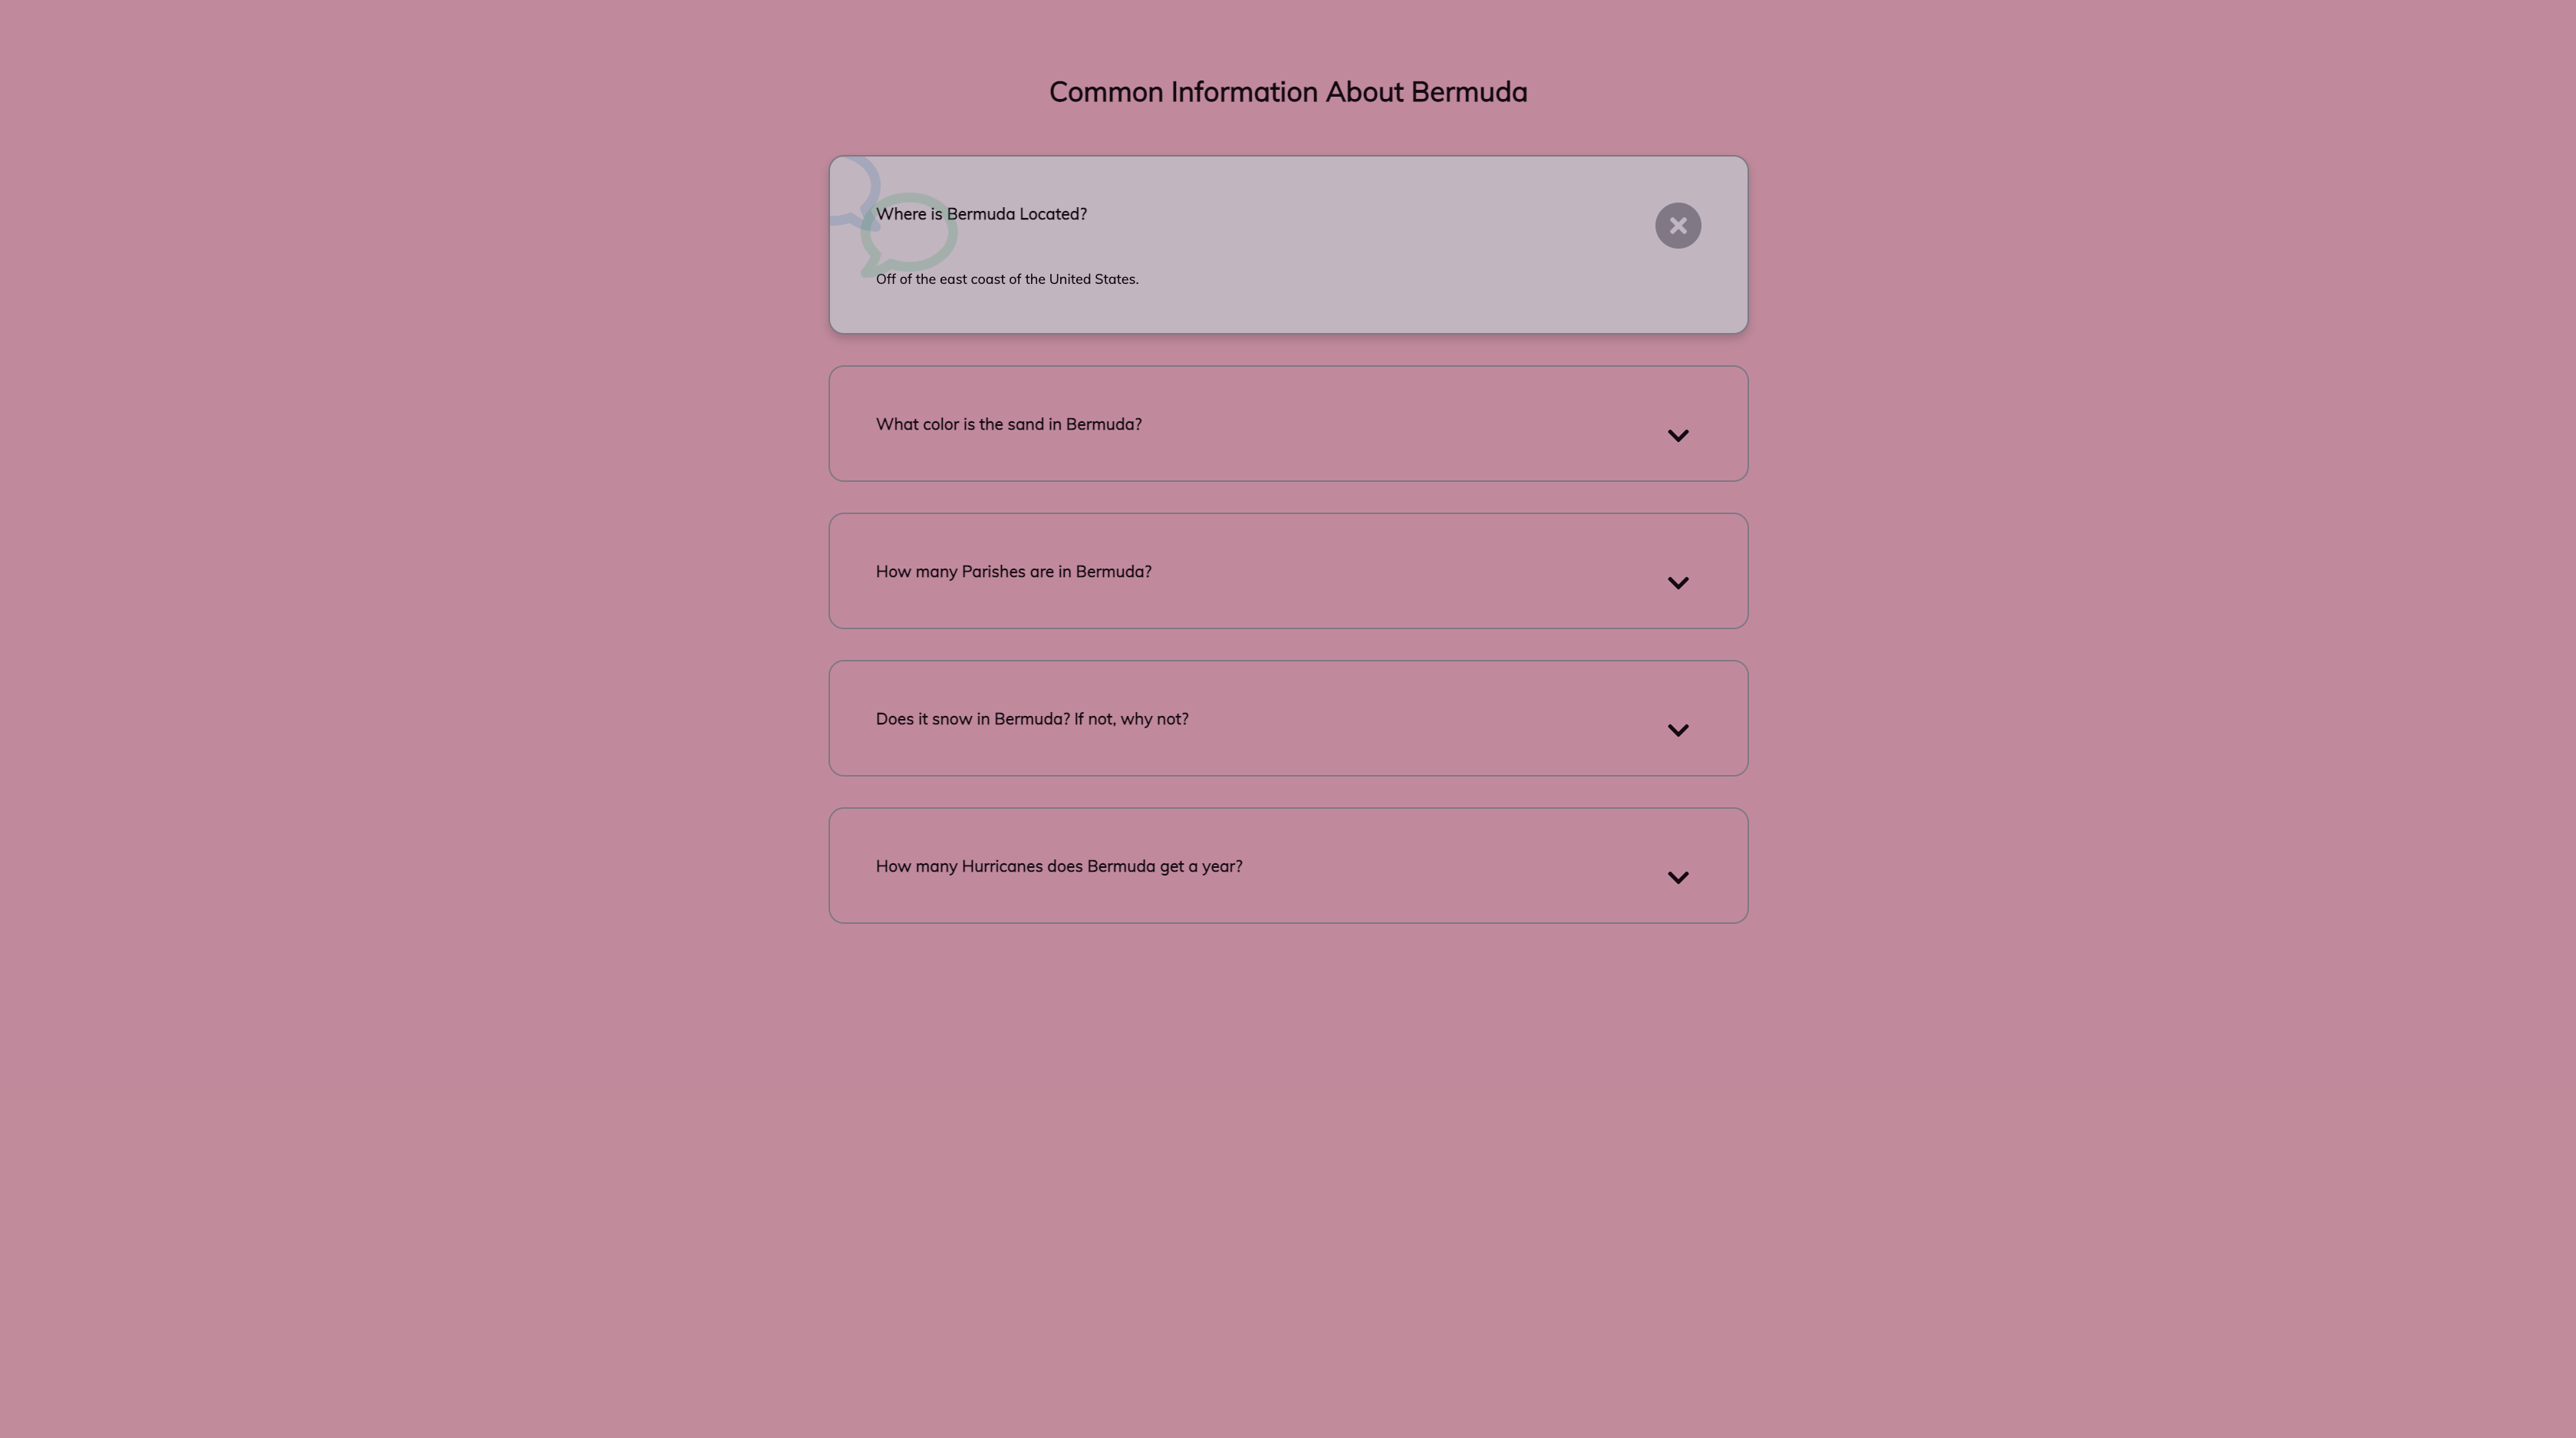 Common Information About Bermuda
Where is Bermuda Located?
Off of the east coast of the United States.
What color is the sand in Bermuda?
How many Parishes are in Bermuda?
Does it snow in Bermuda? If not, why not?
How many Hurricanes does Bermuda get a year?